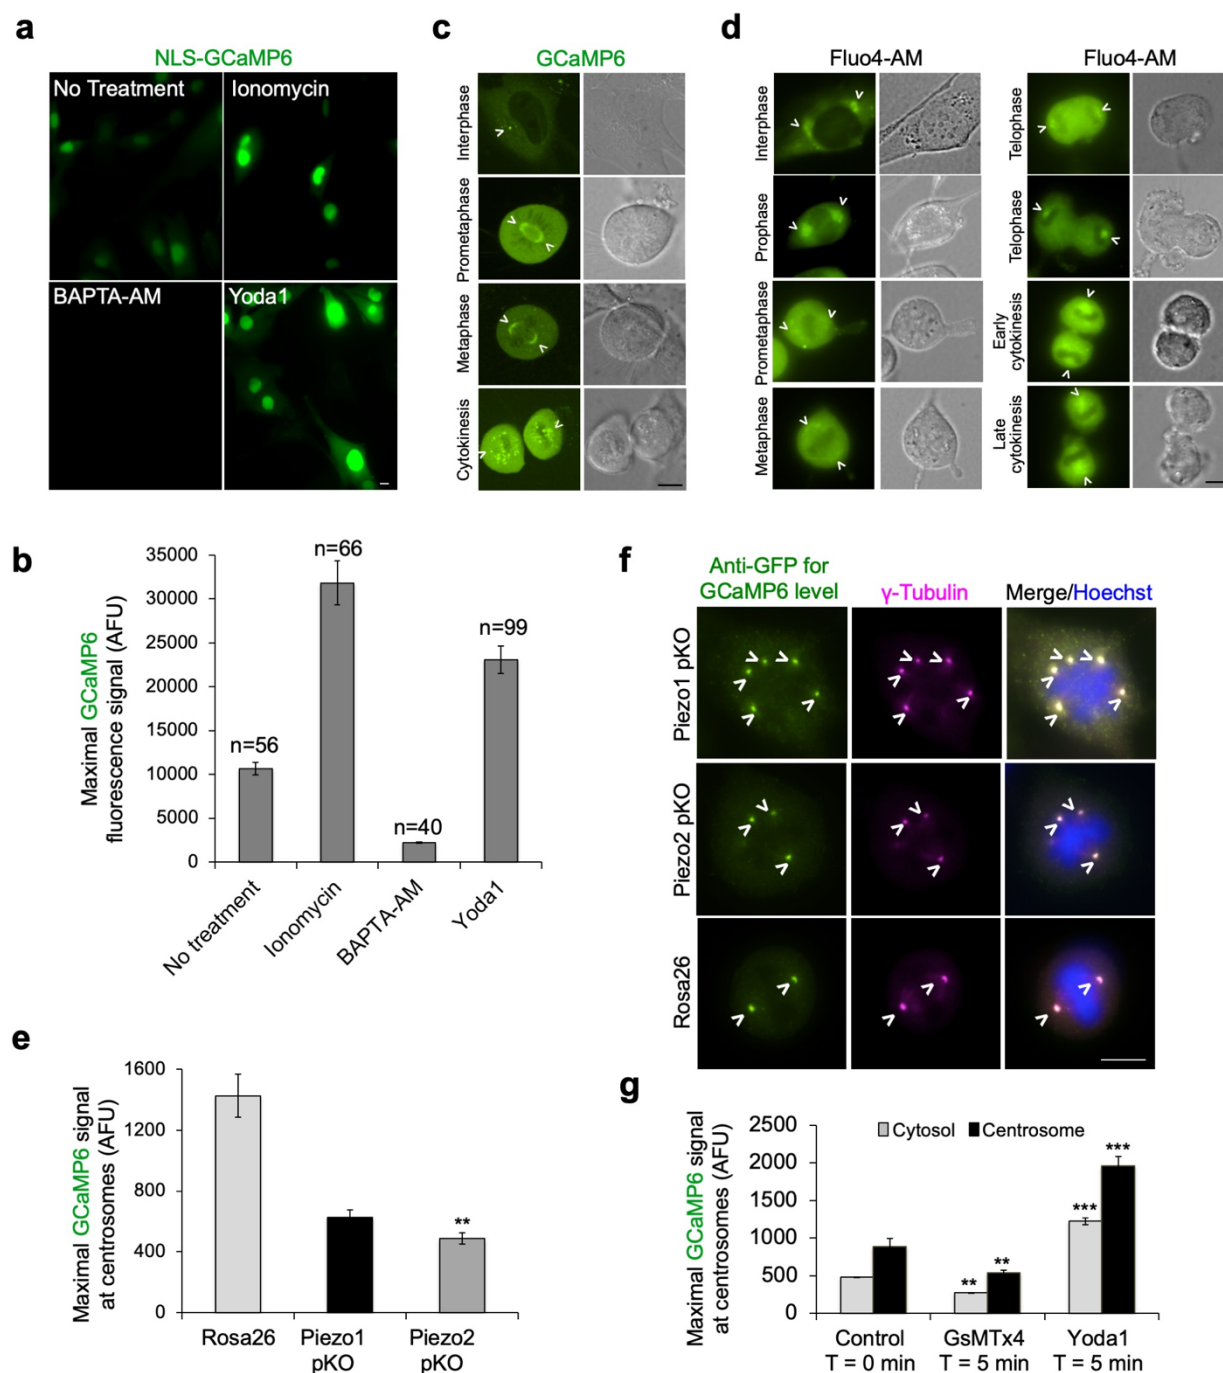 a
NLS-GCaMP6
No Treatment
Ionomycin
BAPTA-AM
Yoda1
c
GCaMP6
Interphase
Prometaphase
Metaphase
Cytokinesis
d
Fluo4-AM
Fluo4-AM
Interphase
Prophase
Prometaphase
Metaphase
Telophase
Telophase
Early
cytokinesis
Late
cytokinesis
b
Maximal GCaMP6
fluorescence signal (AFU)
35000
30000
25000
20000
15000
10000
5000
0
n=56
n=66
n=40
n=99
No treatment
Ionomycin
BAPTA-AM
Yoda1
f
Anti-GFP for
GCaMP6 level
γ-Tubulin
Merge/Hoechst
Piezo1 pKO
Piezo2 pKO
Rosa26
e
Maximal GCaMP6 signal
at centrosomes (AFU)
1600
1200
800
400
0
**
Rosa26
Piezo1
pKO
Piezo2
pKO
g
Maximal GCaMP6 signal
at centrosomes (AFU)
2500
2000
1500
1000
500
0
Cytosol
Centrosome
**
**
***
***
Control
T = 0 min
GsMTx4
T = 5 min
Yoda1
T = 5 min